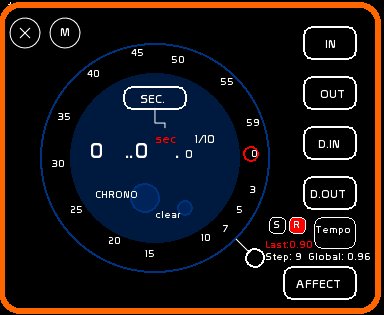 X M
IN
OUT
D.IN
D.OUT
45
50
40
55
35
59
30
0
25
3
20
5
15
7
10
SEC.
sec 1/10
0 ..0 . 0
CHRONO
clear
S R Tempo
Last:0.90
Step: 9 Global: 0.96
AFFECT